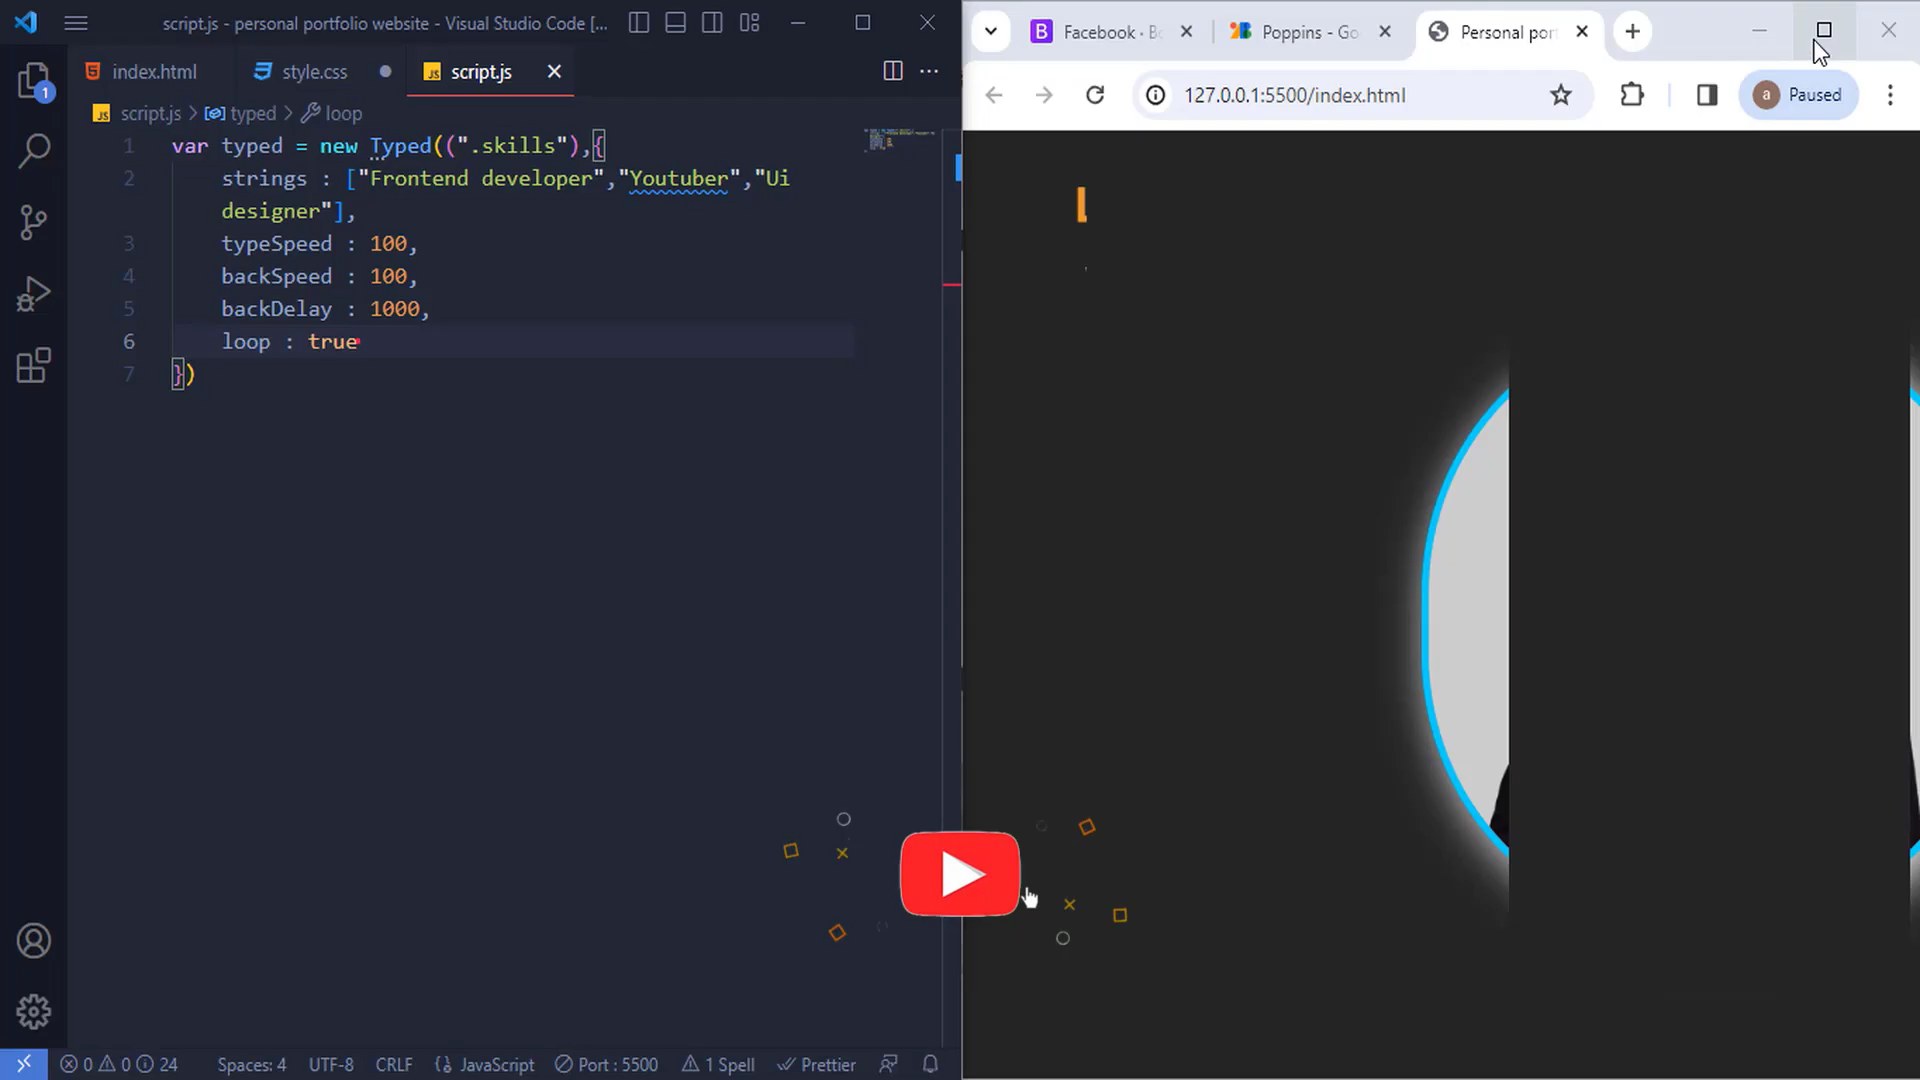 script.js - personal portfolio website - Visual Studio Code [...
index.html
style.css
script.js
script.js > typed > loop
1 var typed = new Typed((".skills"),{
2 strings : ["Frontend developer","Youtuber","Ui
designer"],
3 typeSpeed : 100,
4 backSpeed : 100,
5 backDelay : 1000,
6 loop : true
7 })
1
0 0 24 Spaces: 4 UTF-8 CRLF {} JavaScript Port : 5500 1 Spell Prettier
Facebook · Bo
Poppins - Go
Personal por
127.0.0.1:5500/index.html
a Paused